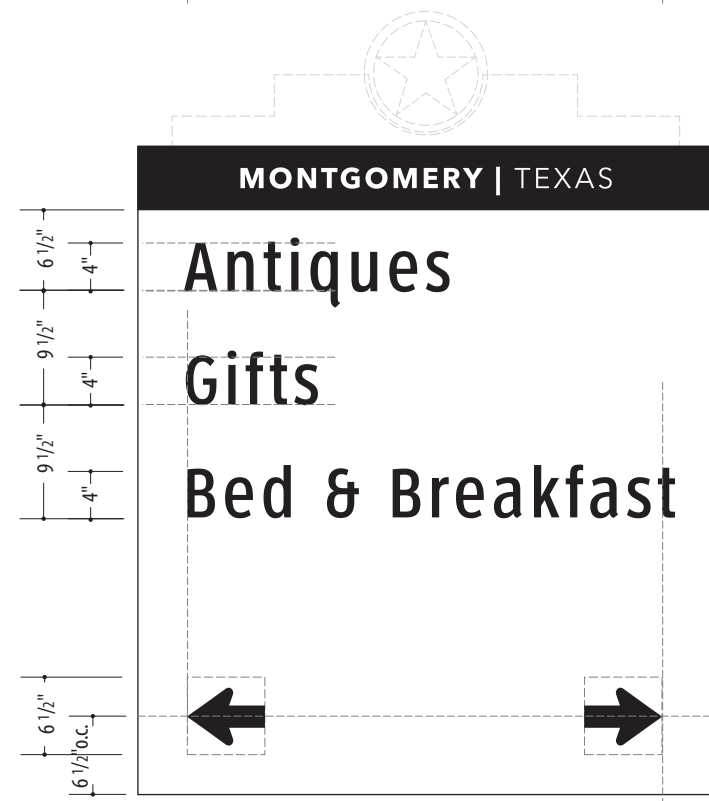 MONTGOMERY | TEXAS
6 1/2"
4"
Antiques
9 1/2"
4"
Gifts
9 1/2"
4"
Bed & Breakfast
6 1/2"
6 1/2"o.c.